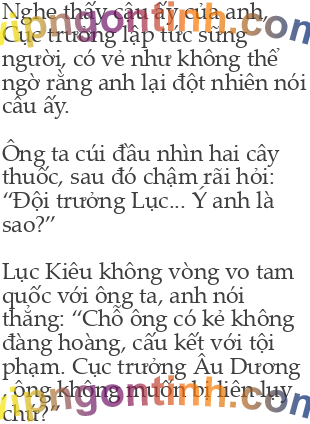 Nghe thấy câu ấy của anh,
Cục trưởng lập tức sững
người, có vẻ như không thể
ngờ rằng anh lại đột nhiên nói
câu ấy.
Ông ta cúi đầu nhìn hai cây
thuốc, sau đó chậm rãi hỏi:
“Đội trưởng Lục... Ý anh là
sao?”
Lục Kiêu không vòng vo tam
quốc với ông ta, anh nói
thẳng: “Chỗ ông có kẻ không
đàng hoàng, cấu kết với tội
phạm. Cục trưởng Âu Dương
, ông không muốn bị liên lụy
chứ?”
vipngontinh.com
vipngontinh.com